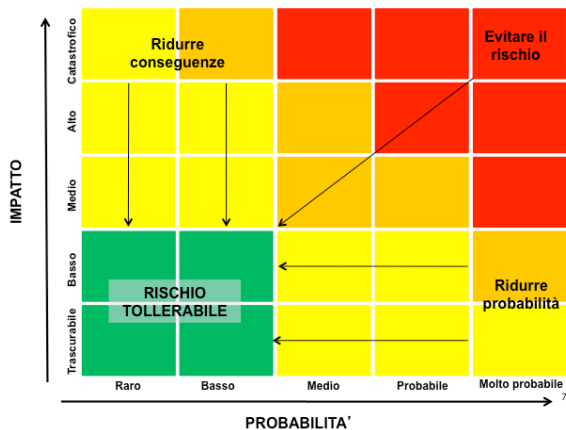 Catastrofico
Ridurre
conseguenze
Evitare il
rischio
Alto
IMPATTO
Medio
Basso
RISCHIO
TOLLERABILE
Ridurre
probabilità
Trascurabile
Raro
Basso
Medio
Probabile
Molto probabile
7
PROBABILITA’